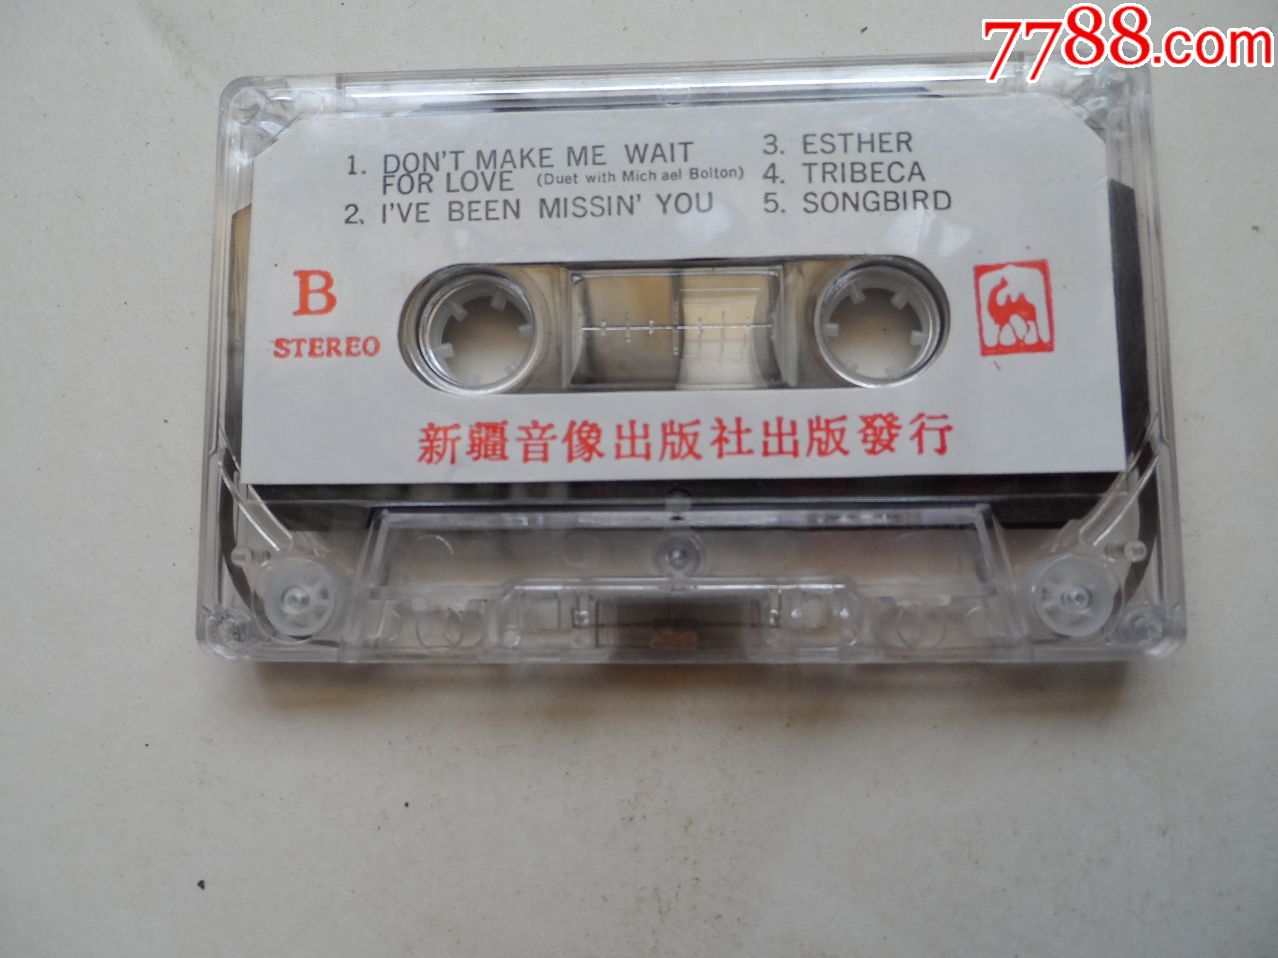 7788.com
1. DON'T MAKE ME WAIT
FOR LOVE (Duet with Mich ael Bolton)
2. I'VE BEEN MISSIN' YOU
3. ESTHER
4. TRIBECA
5. SONGBIRD
B
STEREO
新疆音像出版社出版發行